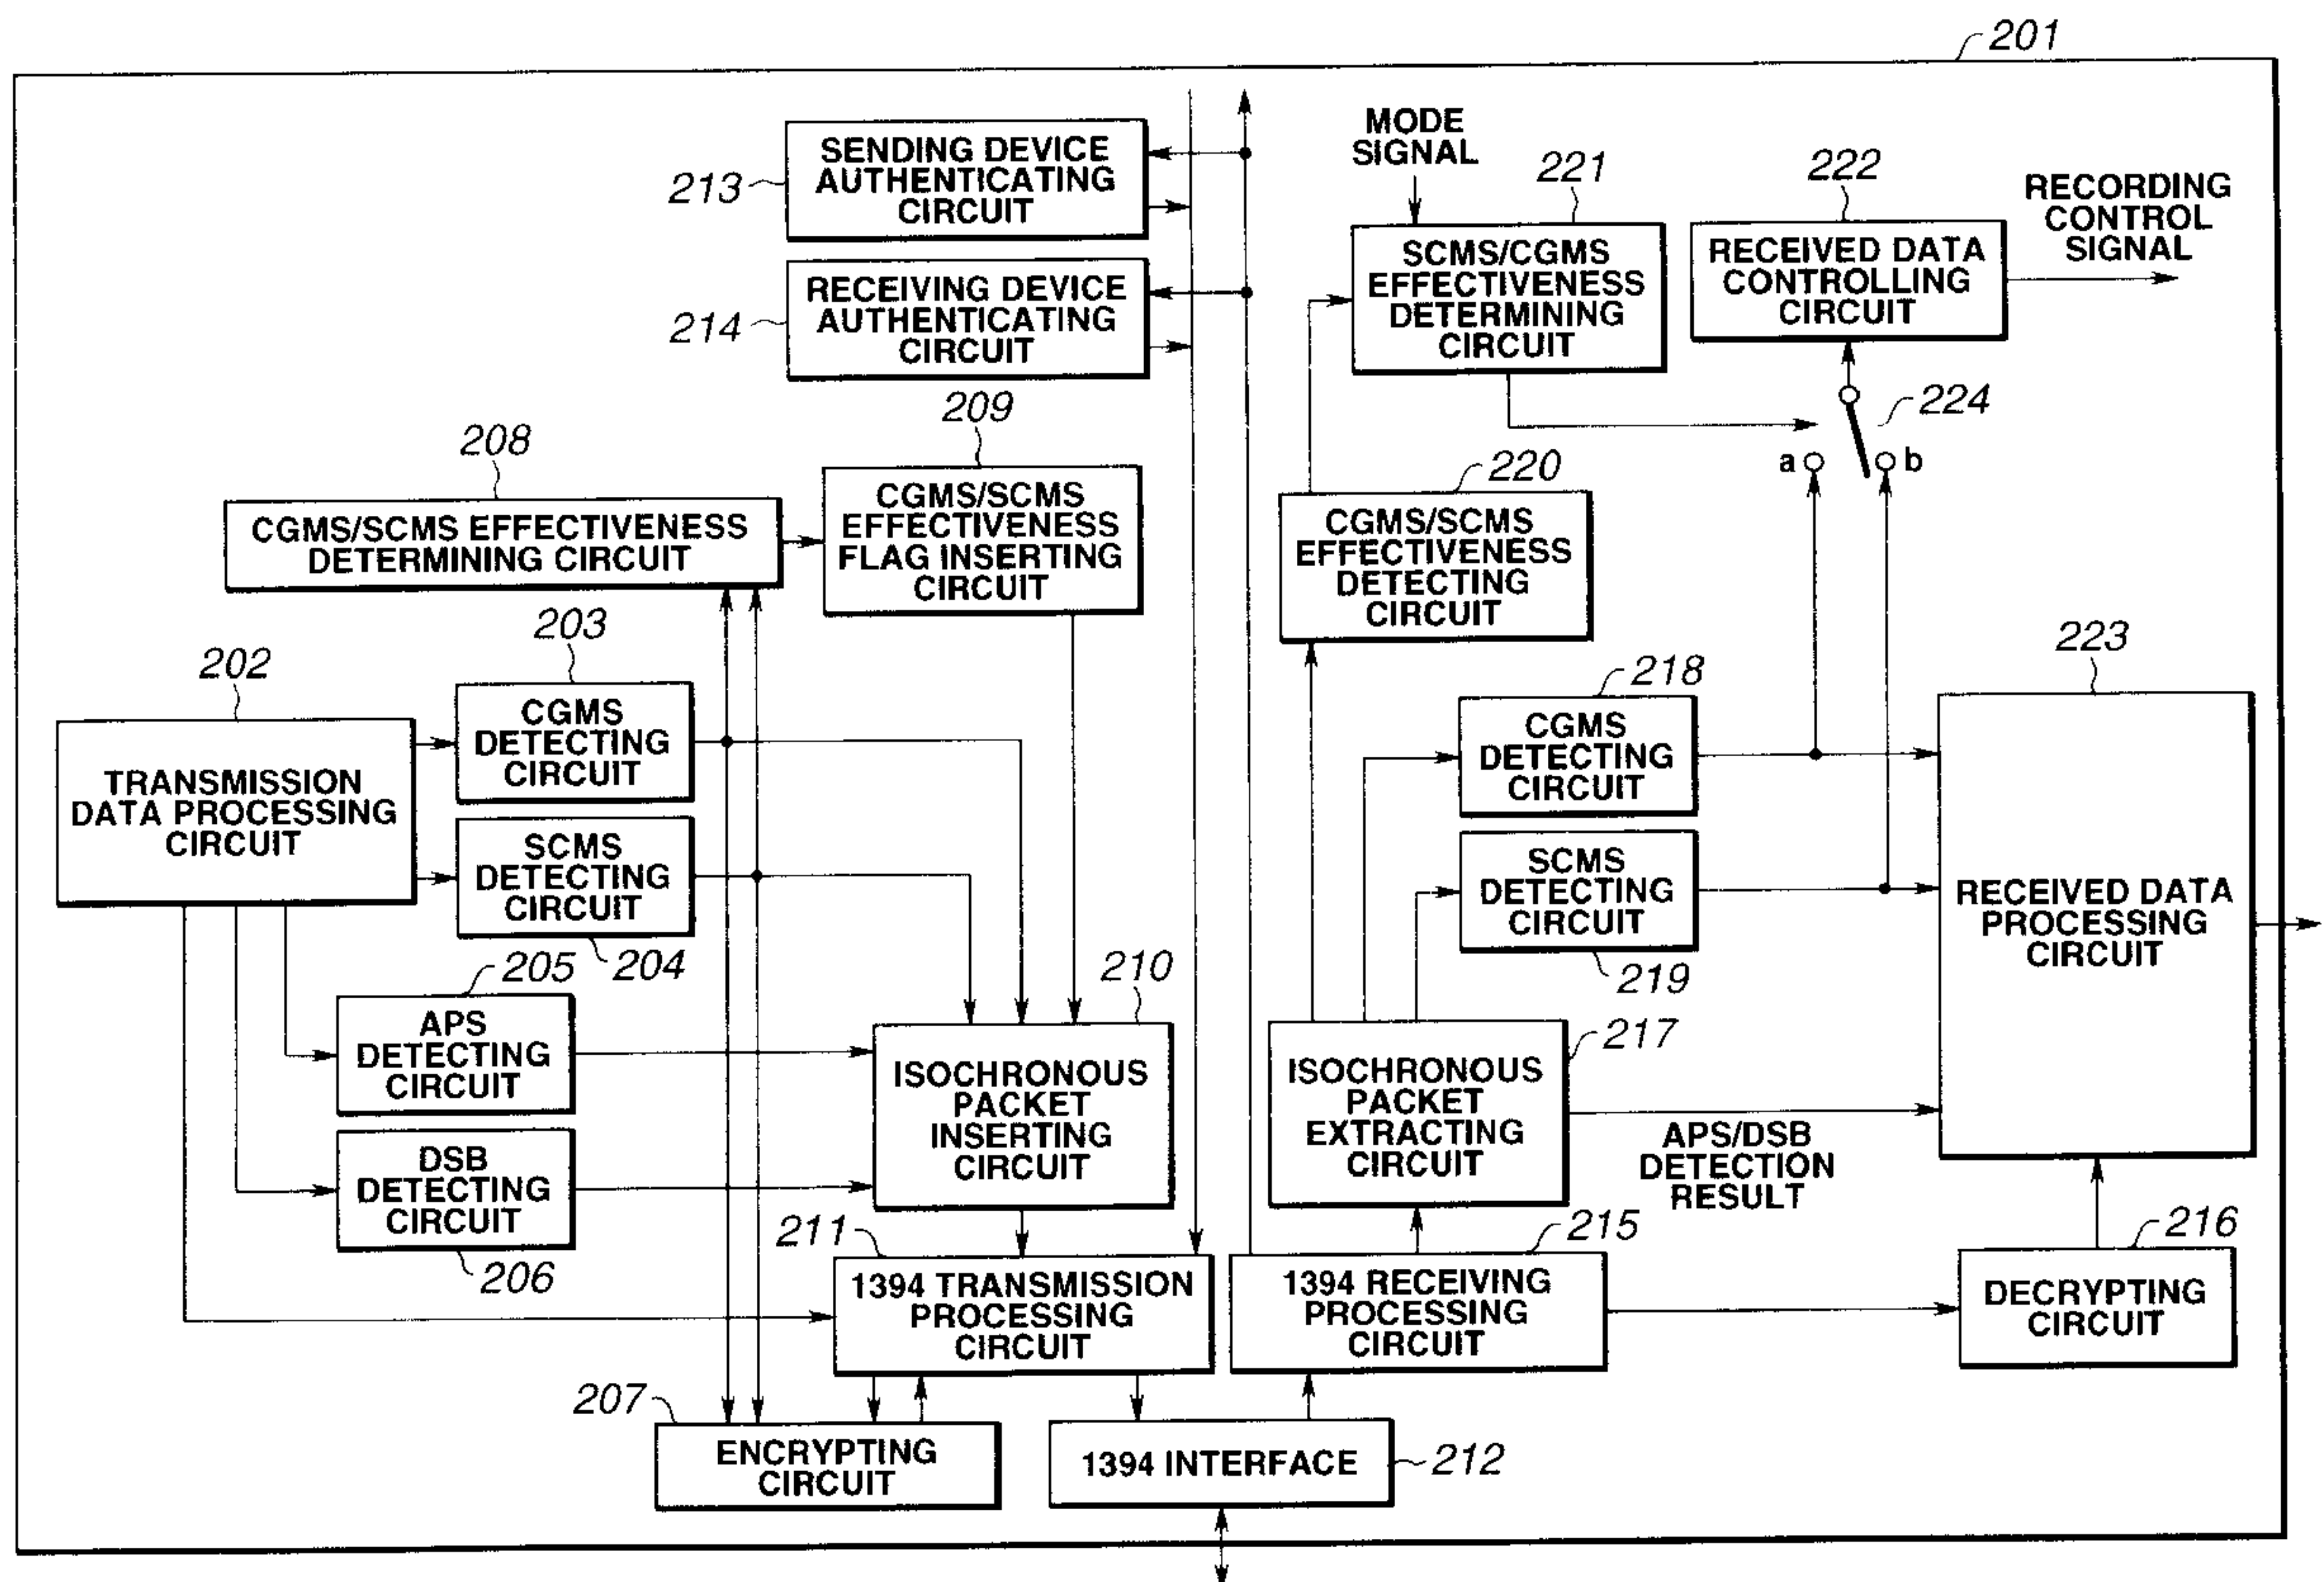 201
SENDING DEVICE
AUTHENTICATING
CIRCUIT
213
RECEIVING DEVICE
AUTHENTICATING
CIRCUIT
214
MODE
SIGNAL
221
SCMS/CGMS
EFFECTIVENESS
DETERMINING
CIRCUIT
222
RECEIVED DATA
CONTROLLING
CIRCUIT
RECORDING
CONTROL
SIGNAL
224
a
b
208
CGMS/SCMS EFFECTIVENESS
DETERMINING CIRCUIT
209
CGMS/SCMS
EFFECTIVENESS
FLAG INSERTING
CIRCUIT
220
CGMS/SCMS
EFFECTIVENESS
DETECTING
CIRCUIT
202
TRANSMISSION
DATA PROCESSING
CIRCUIT
203
CGMS
DETECTING
CIRCUIT
SCMS
DETECTING
CIRCUIT
204
205
APS
DETECTING
CIRCUIT
DSB
DETECTING
CIRCUIT
206
210
ISOCHRONOUS
PACKET
INSERTING
CIRCUIT
211
1394 TRANSMISSION
PROCESSING
CIRCUIT
207
ENCRYPTING
CIRCUIT
1394 INTERFACE
212
218
CGMS
DETECTING
CIRCUIT
SCMS
DETECTING
CIRCUIT
219
223
RECEIVED DATA
PROCESSING
CIRCUIT
217
ISOCHRONOUS
PACKET
EXTRACTING
CIRCUIT
APS/DSB
DETECTION
RESULT
215
1394 RECEIVING
PROCESSING
CIRCUIT
216
DECRYPTING
CIRCUIT